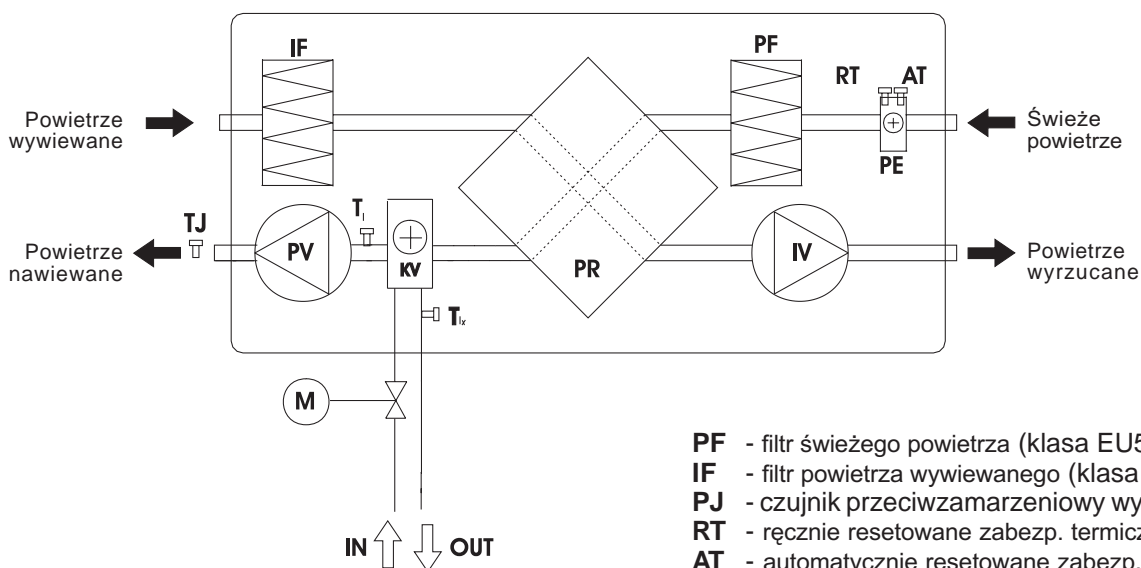 IF
PF
RT AT
Powietrze
wywiewane
Świeże
powietrze
PE
TJ
T_I
Powietrze
nawiewane
PV
KV
PR
IV
Powietrze
wyrzucane
T_Ix
M
IN OUT
PF - filtr świeżego powietrza (klasa EU5
IF - filtr powietrza wywiewanego (klasa
PJ - czujnik przeciwzamarzeniowy wy
RT - ręcznie resetowane zabezp. termicz
AT - automatycznie resetowane zabezp.